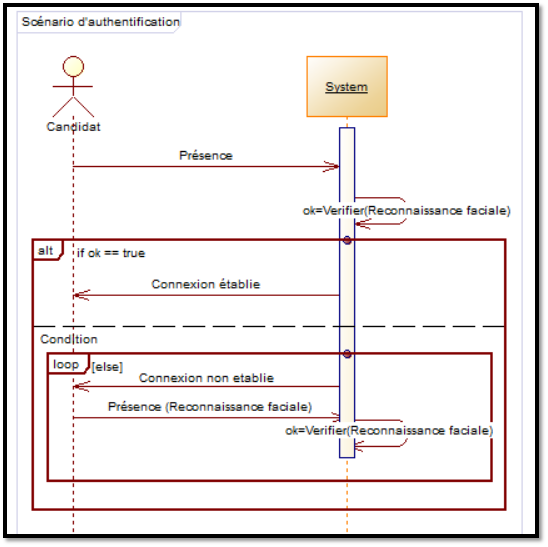 Scénario d'authentification
System
Candidat
Présence
ok=Verifier(Reconnaissance faciale)
alt
if ok == true
Connexion établie
Condition
loop
[else]
Connexion non etablie
Présence (Reconnaissance faciale)
ok=Verifier(Reconnaissance faciale)